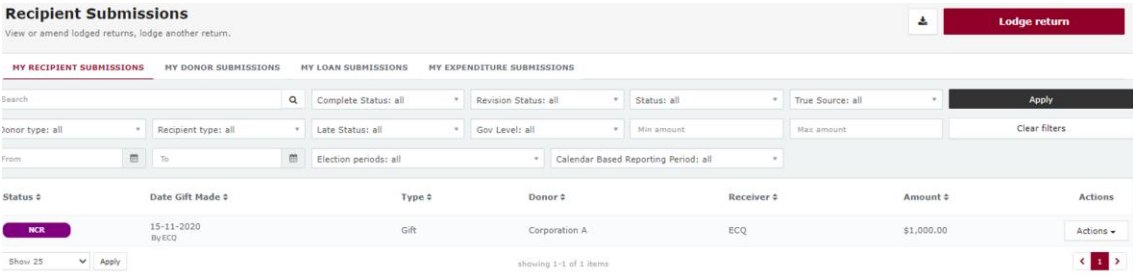 Recipient Submissions
View or amend lodged returns, lodge another return.
Lodge return
MY RECIPIENT SUBMISSIONS MY DONOR SUBMISSIONS MY LOAN SUBMISSIONS MY EXPENDITURE SUBMISSIONS
Search Complete Status: all Revision Status: all Status: all True Source: all Apply
Donor type: all Recipient type: all Late Status: all Gov Level: all Min amount Max amount Clear filters
From To Election periods: all Calendar Based Reporting Period: all
Status Date Gift Made Type Donor Receiver Amount Actions
NCR 15-11-2020 Gift Corporation A ECQ $1,000.00 Actions
By ECQ
Show 25 Apply showing 1-1 of 1 items < 1 >